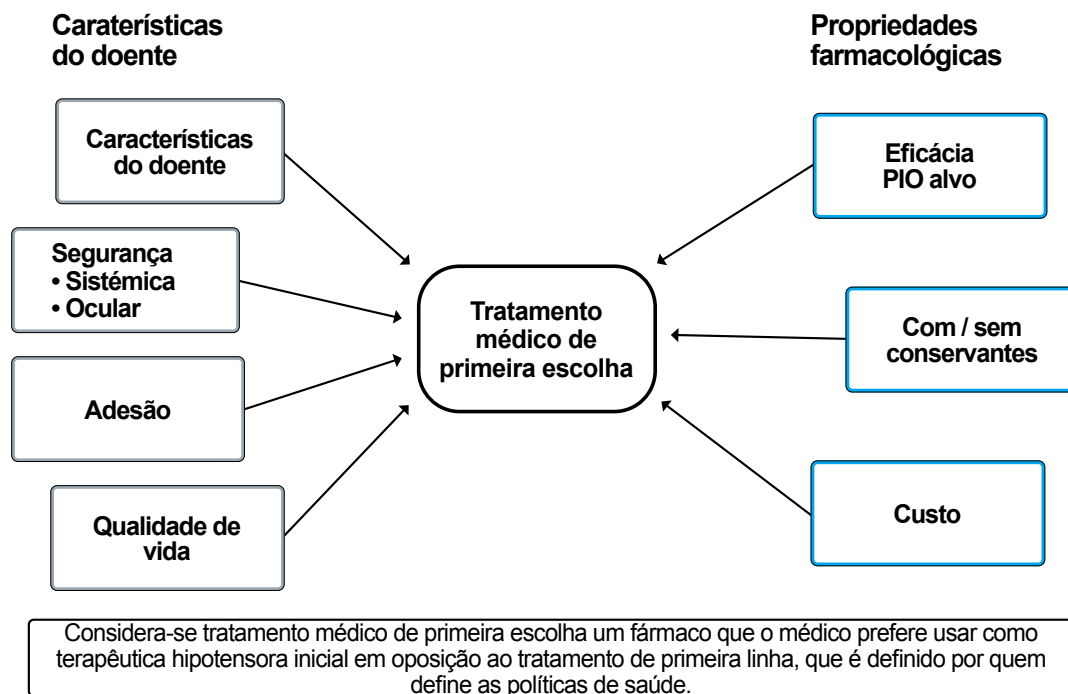 Caraterísticas
do doente
Características
do doente
Segurança
• Sistémica
• Ocular
Adesão
Qualidade de
vida
Tratamento
médico de
primeira escolha
Propriedades
farmacológicas
Eficácia
PIO alvo
Com / sem
conservantes
Custo
Considera-se tratamento médico de primeira escolha um fármaco que o médico prefere usar como
terapêutica hipotensora inicial em oposição ao tratamento de primeira linha, que é definido por quem
define as políticas de saúde.